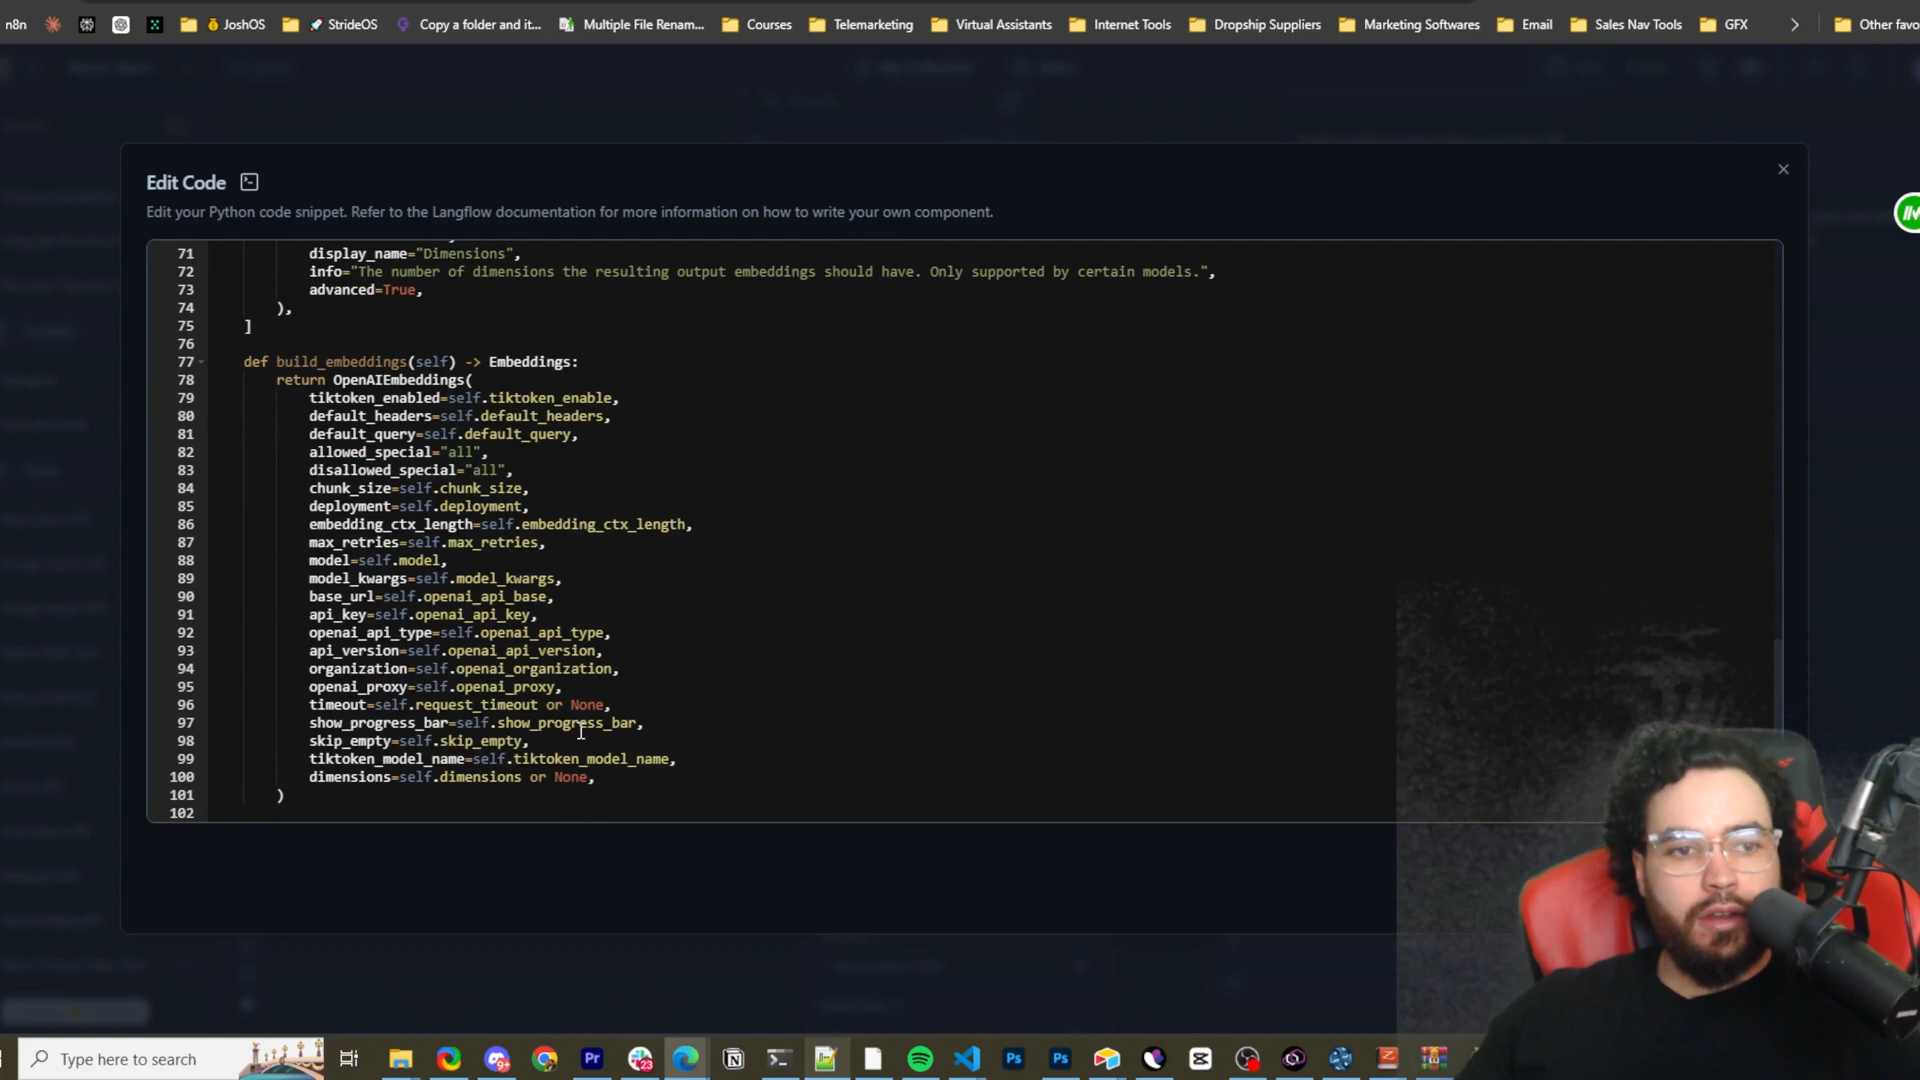 n8n JoshOS StrideOS Copy a folder and it... Multiple File Renam... Courses Telemarketing Virtual Assistants Internet Tools Dropship Suppliers Marketing Softwares Email Sales Nav Tools GFX Other favo
Edit Code
Edit your Python code snippet. Refer to the Langflow documentation for more information on how to write your own component.
71 display_name="Dimensions",
72 info="The number of dimensions the resulting output embeddings should have. Only supported by certain models.",
73 advanced=True,
74 ),
75 ]
76
77 def build_embeddings(self) -> Embeddings:
78 return OpenAIEmbeddings(
79 tiktoken_enabled=self.tiktoken_enable,
80 default_headers=self.default_headers,
81 default_query=self.default_query,
82 allowed_special="all",
83 disallowed_special="all",
84 chunk_size=self.chunk_size,
85 deployment=self.deployment,
86 embedding_ctx_length=self.embedding_ctx_length,
87 max_retries=self.max_retries,
88 model=self.model,
89 model_kwargs=self.model_kwargs,
90 base_url=self.openai_api_base,
91 api_key=self.openai_api_key,
92 openai_api_type=self.openai_api_type,
93 api_version=self.openai_api_version,
94 organization=self.openai_organization,
95 openai_proxy=self.openai_proxy,
96 timeout=self.request_timeout or None,
97 show_progress_bar=self.show_progress_bar,
98 skip_empty=self.skip_empty,
99 tiktoken_model_name=self.tiktoken_model_name,
100 dimensions=self.dimensions or None,
101 )
102
Type here to search Pr 23 Ps Ps